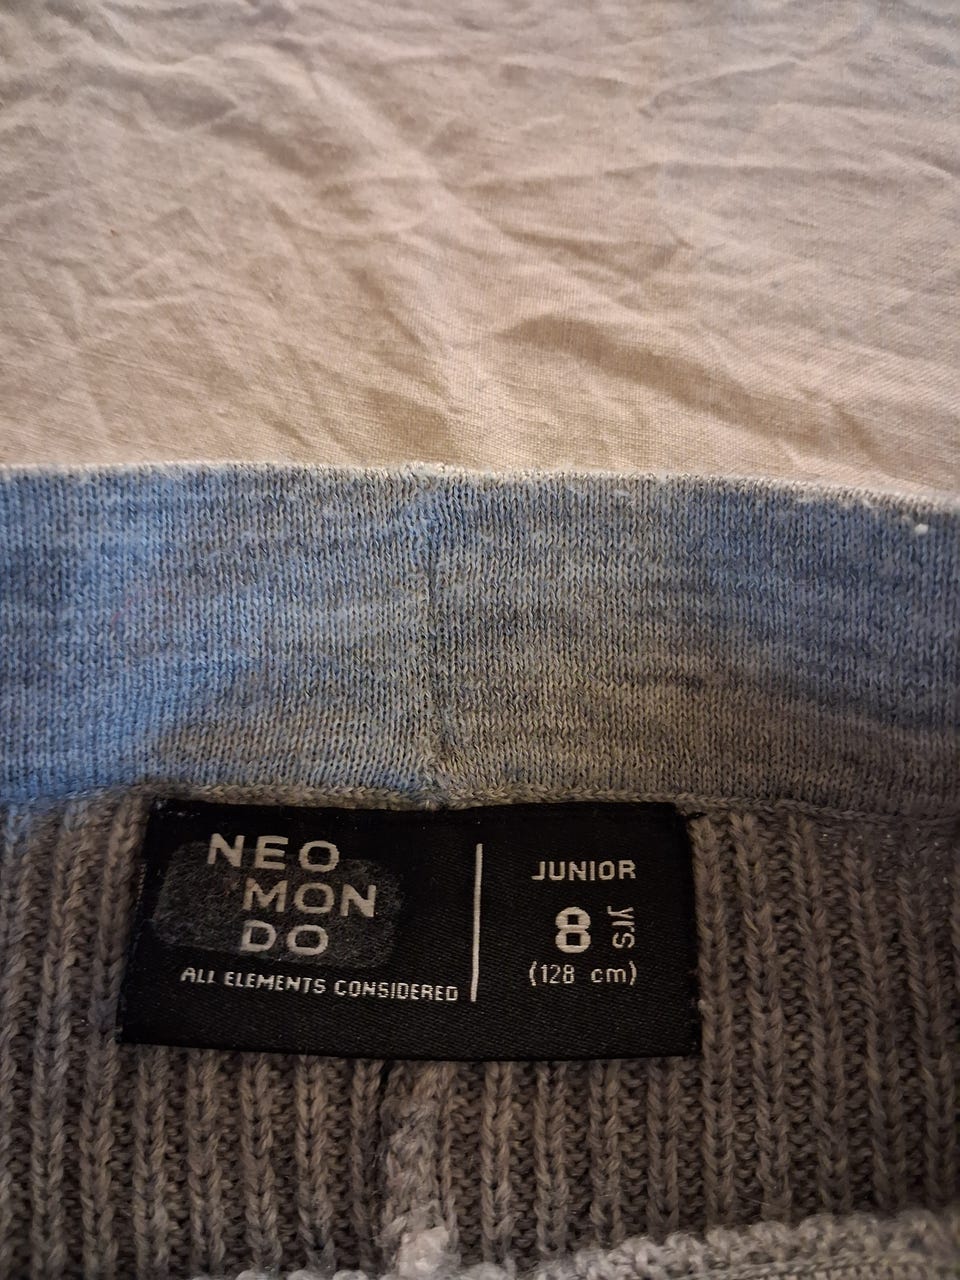 NEO
MON
DO
ALL ELEMENTS CONSIDERED
JUNIOR
8 yrs
(128 cm)